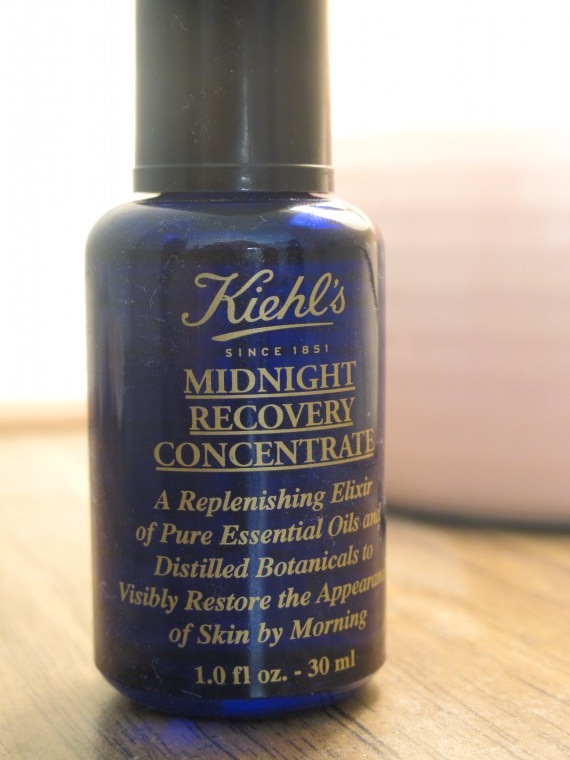 Kiehl's
SINCE 1851
MIDNIGHT
RECOVERY
CONCENTRATE
A Replenishing Elixir
of Pure Essential Oils and
Distilled Botanicals to
Visibly Restore the Appearan
of Skin by Morning
1.0 fl oz. - 30 ml